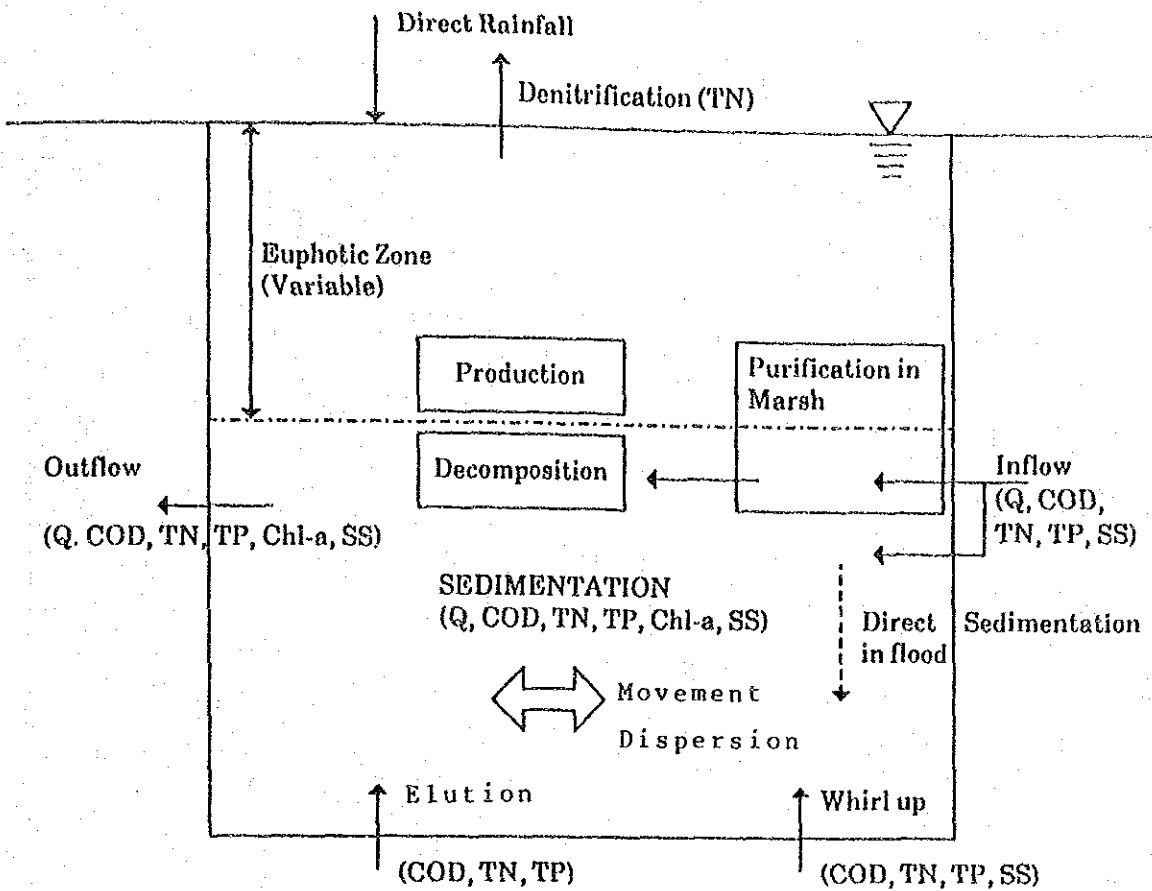 Direct Rainfall
Denitrification (TN)
Euphotic Zone
(Variable)
Production
Purification in
Marsh
Decomposition
Outflow
(Q. COD, TN, TP, Chl-a, SS)
Inflow
(Q, COD,
TN, TP, SS)
SEDIMENTATION
(Q, COD, TN, TP, Chl-a, SS)
Direct Sedimentation
in flood
Movement
Dispersion
Elution
Whirl up
(COD, TN, TP)
(COD, TN, TP, SS)